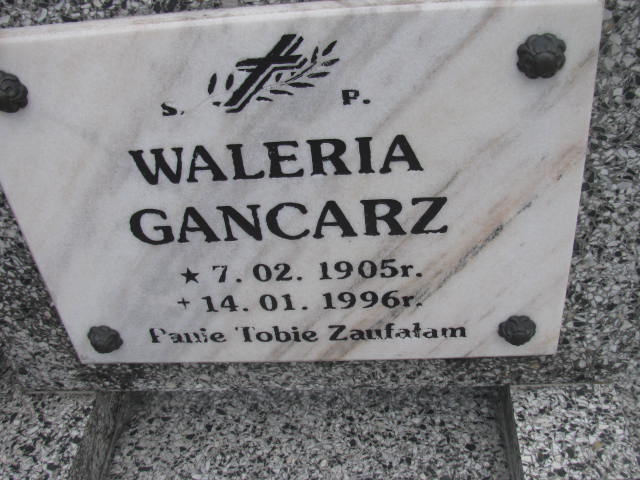 S. P.
WALERIA
GANCARZ
★ 7. 02. 1905r.
+ 14. 01. 1996r.
Panie Tobie Zaufałam